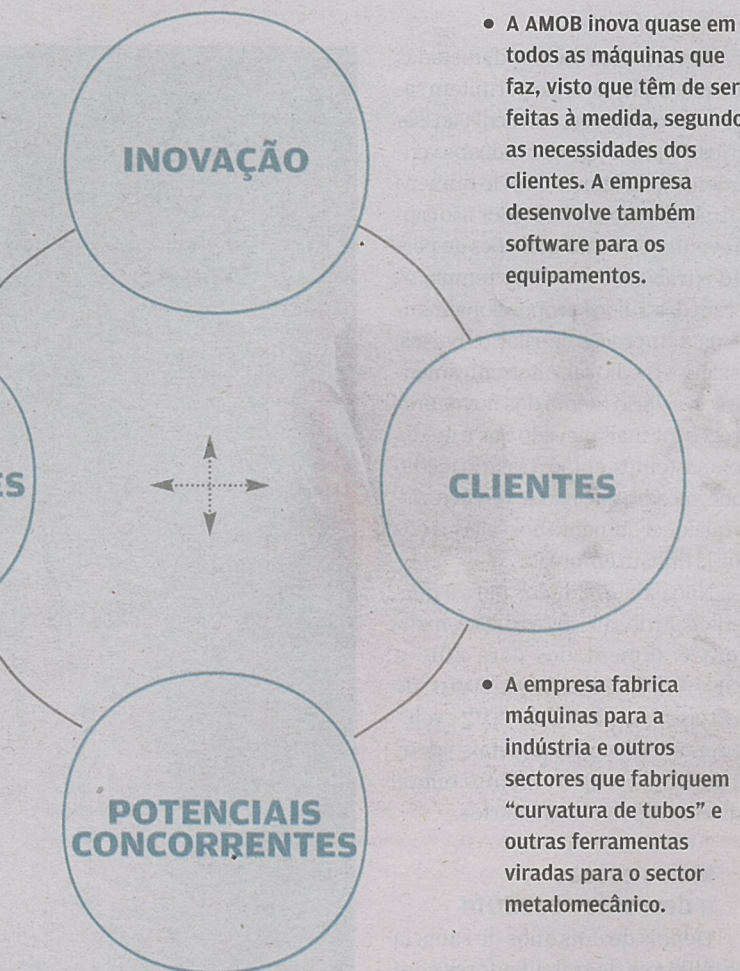 • A AMOB inova quase em
todos as máquinas que
faz, visto que têm de ser
feitas à medida, segundo
as necessidades dos
clientes. A empresa
desenvolve também
software para os
equipamentos.
INOVAÇÃO
ES
CLIENTES
• A empresa fabrica
máquinas para a
indústria e outros
sectores que fabriquem
“curvatura de tubos” e
outras ferramentas
viradas para o sector
metalomecânico.
POTENCIAIS
CONCORRENTES